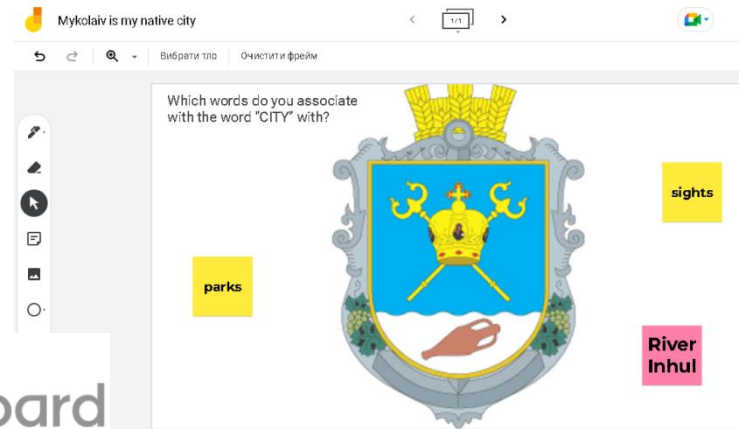 Mykolaiv is my native city
1/1
Вибрати тло
Очистити фрейм
Which words do you associate
with the word "CITY" with?
sights
parks
River
Inhul
oard